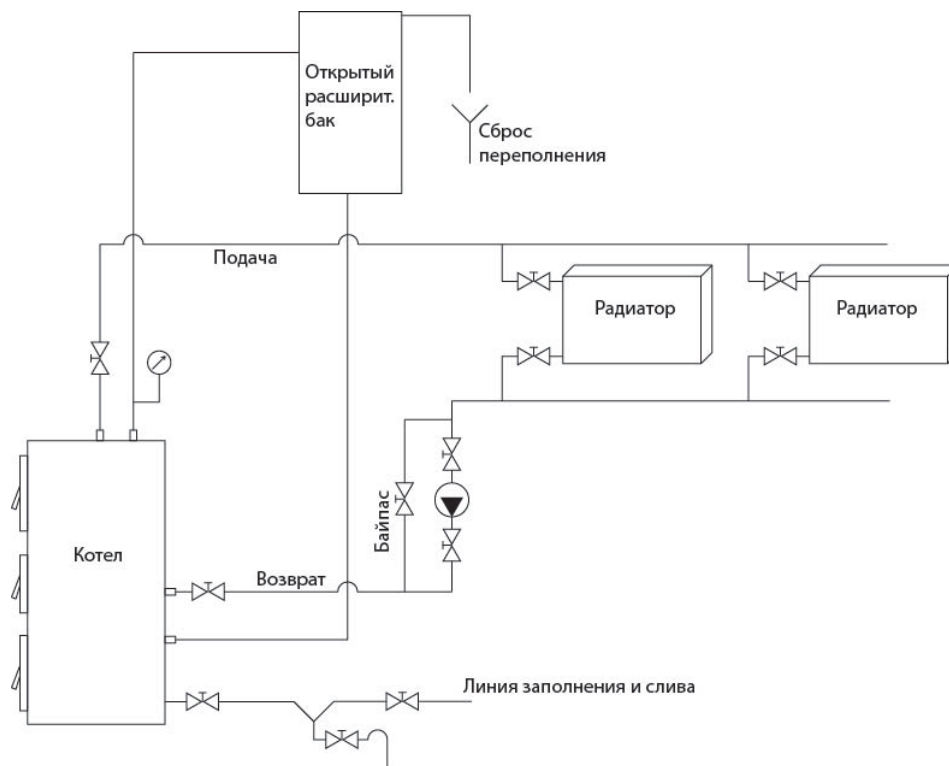 Открытый
расширит.
бак
Сброс
переполнения
Подача
Радиатор
Радиатор
Байпас
Котел
Возврат
Линия заполнения и слива